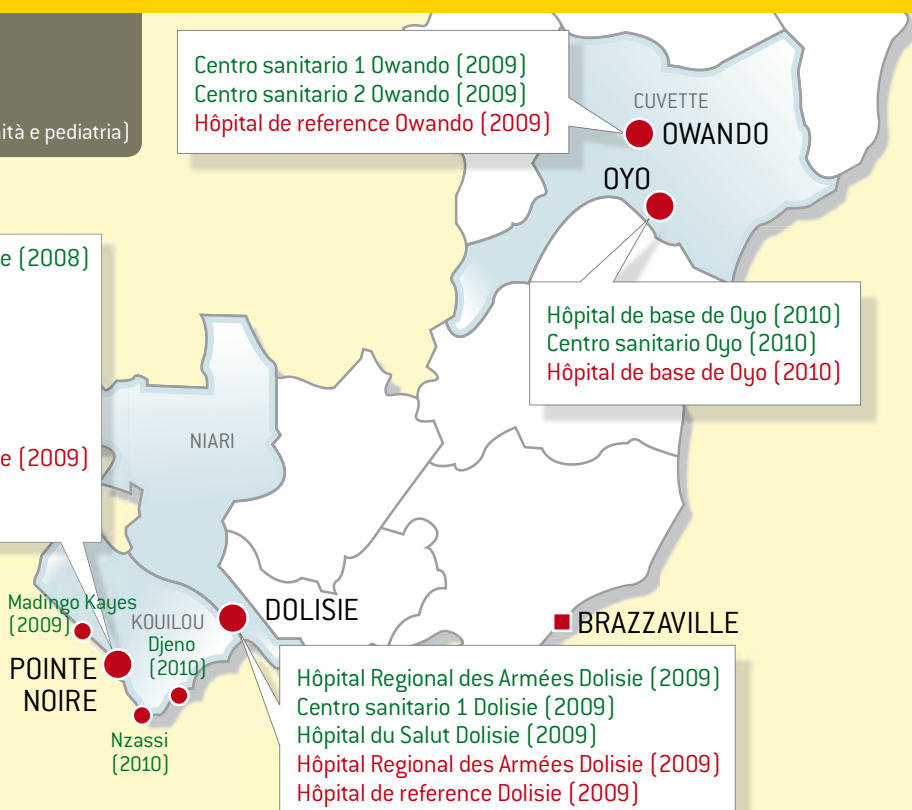 ità e pediatria)
Centro sanitario 1 Owando (2009)
Centro sanitario 2 Owando (2009)
Hôpital de reference Owando (2009)
CUVETTE
OWANDO
OYO
e (2008)
Hôpital de base de Oyo (2010)
Centro sanitario Oyo (2010)
Hôpital de base de Oyo (2010)
NIARI
e (2009)
Madingo Kayes
(2009)
KOUILOU
Djeno
(2010)
DOLISIE
BRAZZAVILLE
POINTE
NOIRE
Nzassi
(2010)
Hôpital Regional des Armées Dolisie (2009)
Centro sanitario 1 Dolisie (2009)
Hôpital du Salut Dolisie (2009)
Hôpital Regional des Armées Dolisie (2009)
Hôpital de reference Dolisie (2009)